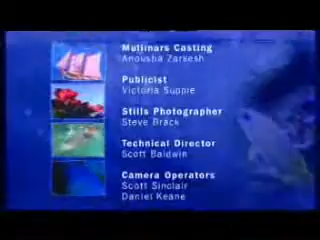 Mullinars Casting
Anousha Zarkesh
Publicist
Victoria Suppie
Stills Photographer
Steve Brack
Technical Director
Scott Baldwin
Camera Operators
Scott Sinclair
Daniel Keane